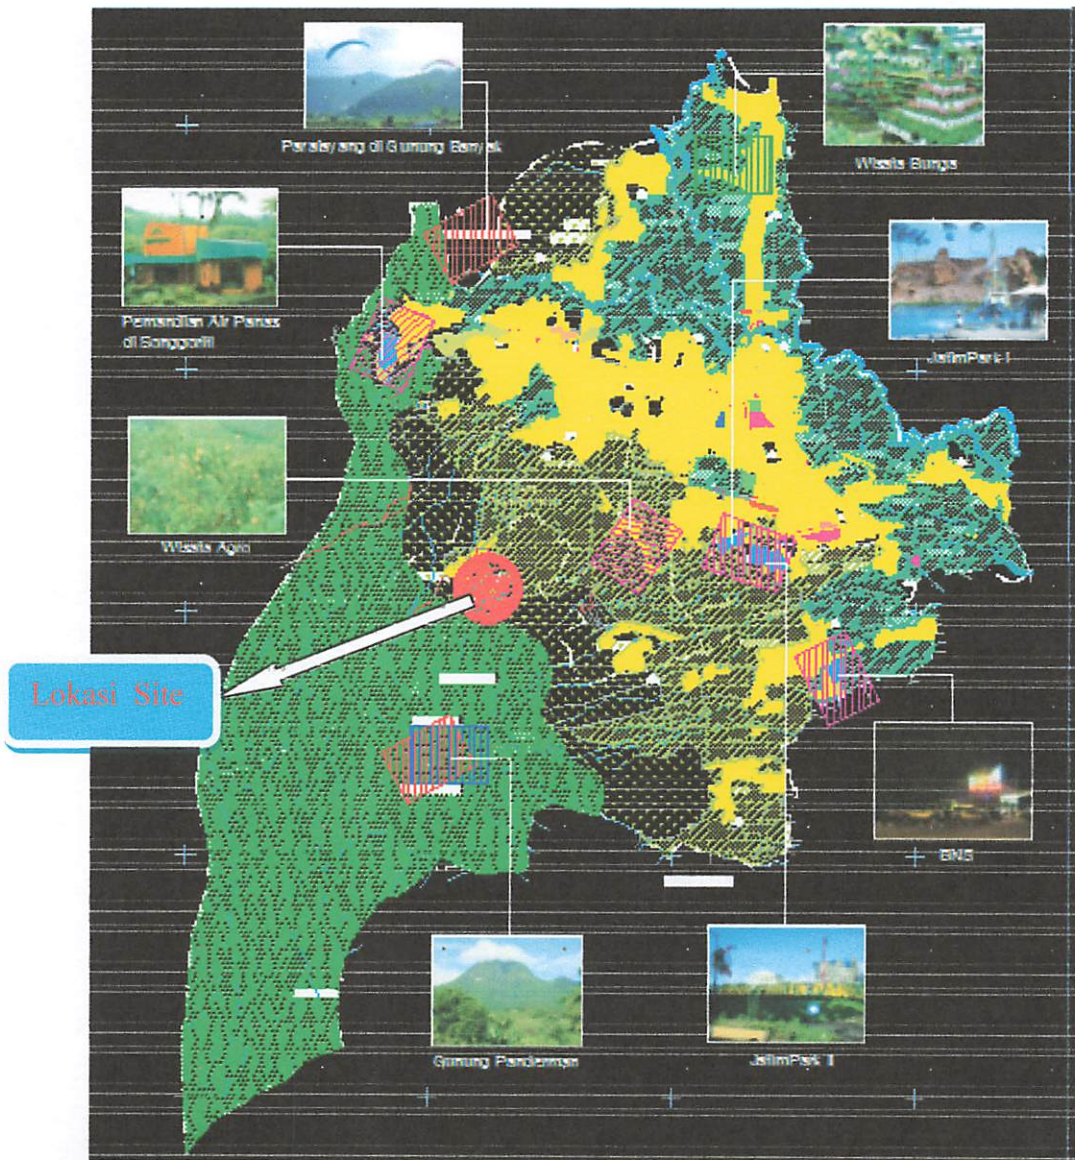 Paralayang di Gunung Banyak
Wisata Bunga
Pemandian Air Panas
di Songgoriti
JatimPark I
Wisata Agro
Lokasi Site
BNS
Gunung Panderman
JatimPark II